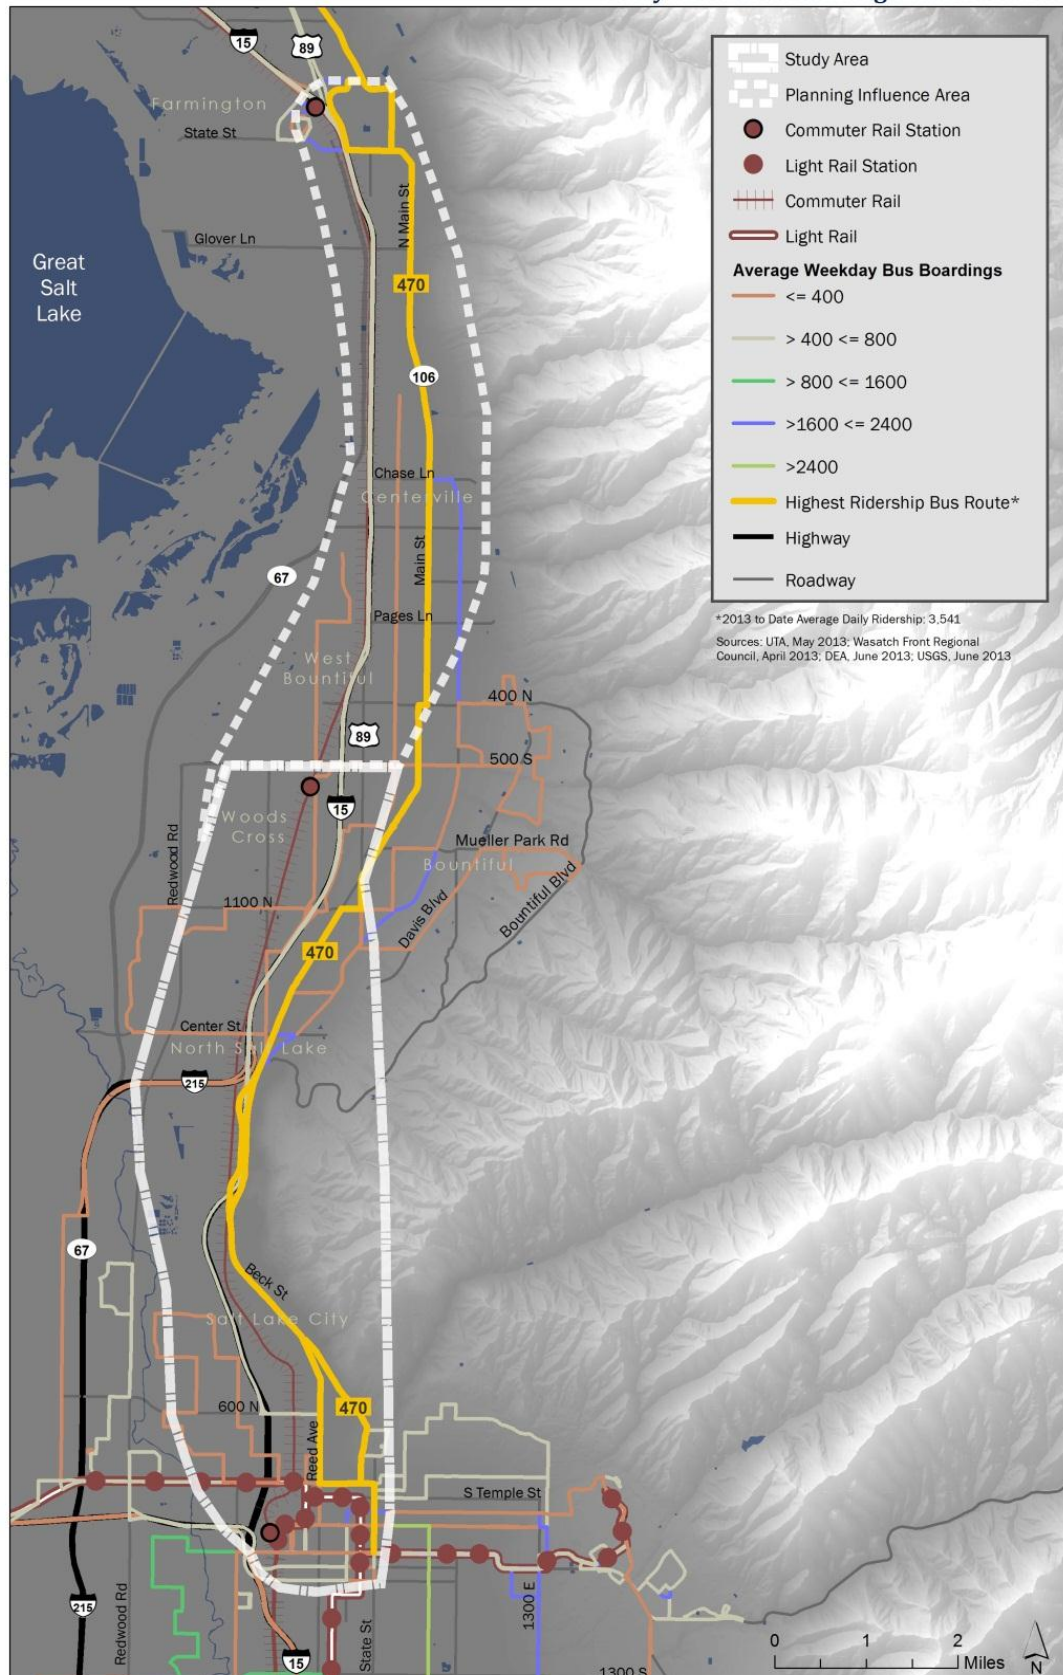 15
89
Farmington
State St
Glover Ln
N Main St
Great
Salt
Lake
470
106
Chase Ln
Centerville
67
Main St
Pages Ln
West
Bountiful
400 N
89
500 S
15
Woods
Cross
Redwood Rd
Mueller Park Rd
Bountiful
1100 N
Davis Blvd
Bountiful Blvd
470
Center St
North Salt Lake
215
67
Beck St
Salt Lake City
600 N
470
Reed Ave
S Temple St
215
Redwood Rd
State St
1300 E
15
1300 S
0 1 2
Miles
N
Study Area
Planning Influence Area
Commuter Rail Station
Light Rail Station
Commuter Rail
Light Rail
Average Weekday Bus Boardings
<= 400
> 400 <= 800
> 800 <= 1600
>1600 <= 2400
>2400
Highest Ridership Bus Route*
Highway
Roadway
*2013 to Date Average Daily Ridership: 3,541
Sources: UTA, May 2013; Wasatch Front Regional
Council, April 2013; DEA, June 2013; USGS, June 2013